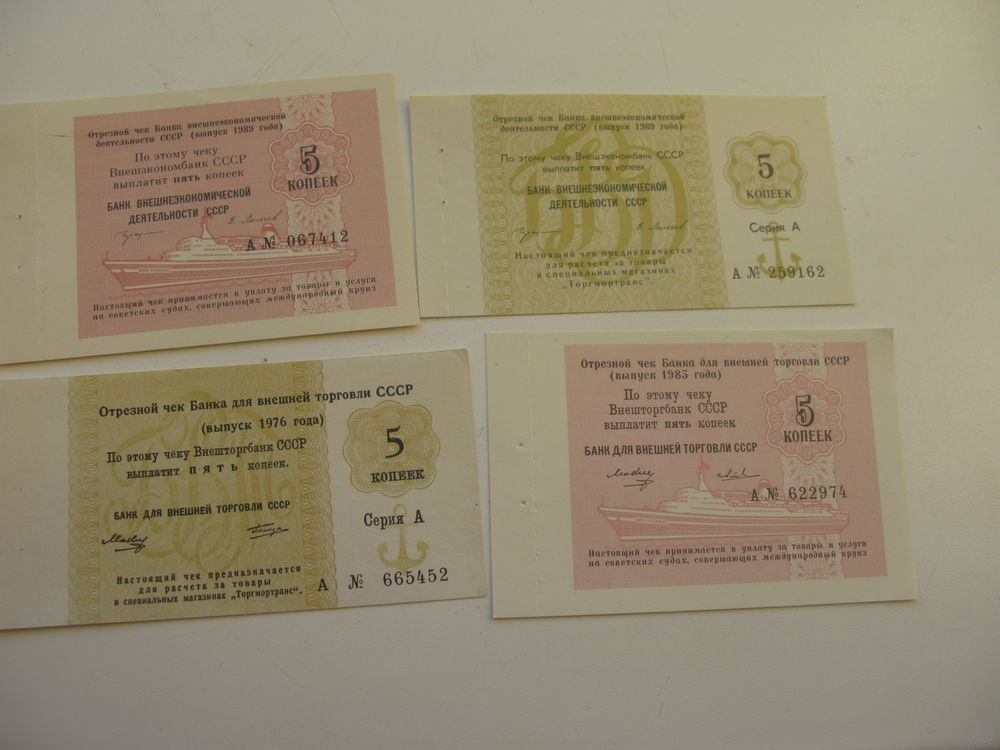 Отрезной чек Банка внешнеэкономической
деятельности СССР (выпуск 1989 года)
По этому чеку
Внешэкономбанк СССР
выплатит пять копеек
5
КОПЕЕК
БАНК ВНЕШНЕЭКОНОМИЧЕСКОЙ
ДЕЯТЕЛЬНОСТИ СССР
А № 067412
Настоящий чек принимается в уплату за товары и услуги
на советских судах, совершающих международный круиз
Отрезной чек Банка внешнеэкономической
деятельности СССР (выпуск 1989 года)
По этому чеку Внешэкономбанк СССР
выплатит пять копеек
5
КОПЕЕК
БАНК ВНЕШНЕЭКОНОМИЧЕСКОЙ
ДЕЯТЕЛЬНОСТИ СССР
Серия А
Настоящий чек предназначается
для расчета за товары
в специальных магазинах
„Торгмортранс".
А № 259162
Отрезной чек Банка для внешней торговли СССР
(выпуск 1976 года)
По этому чеку Внешторгбанк СССР
выплатит пять копеек.
5
КОПЕЕК
БАНК ДЛЯ ВНЕШНЕЙ ТОРГОВЛИ СССР
Серия А
Настоящий чек предназначается
для расчета за товары
в специальных магазинах „Торгмортранс".
А № 665452
Отрезной чек Банка для внешней торговли СССР
(выпуск 1985 года)
По этому чеку
Внешторгбанк СССР
выплатит пять копеек
5
КОПЕЕК
БАНК ДЛЯ ВНЕШНЕЙ ТОРГОВЛИ СССР
А № 622974
Настоящий чек принимается в уплату за товары и услуги
на советских судах, совершающих международный круиз